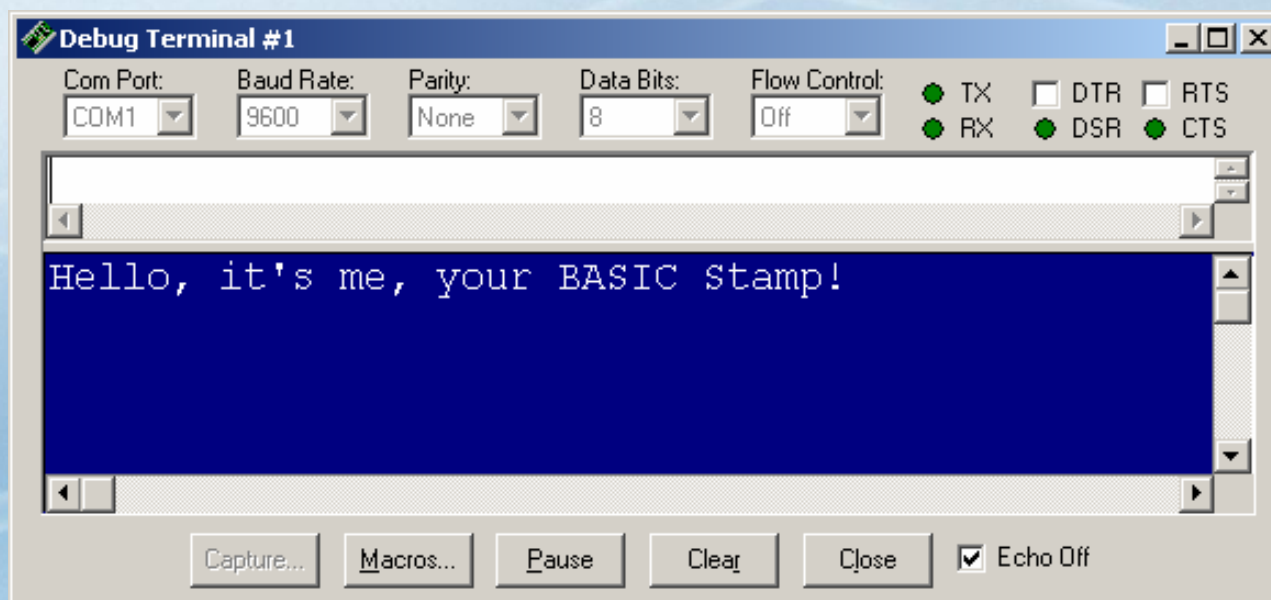 Debug Terminal #1
Com Port: Baud Rate: Parity: Data Bits: Flow Control:
COM1 9600 None 8 Off
TX DTR RTS
RX DSR CTS
Hello, it's me, your BASIC Stamp!
Capture... Macros... Pause Clear Close Echo Off